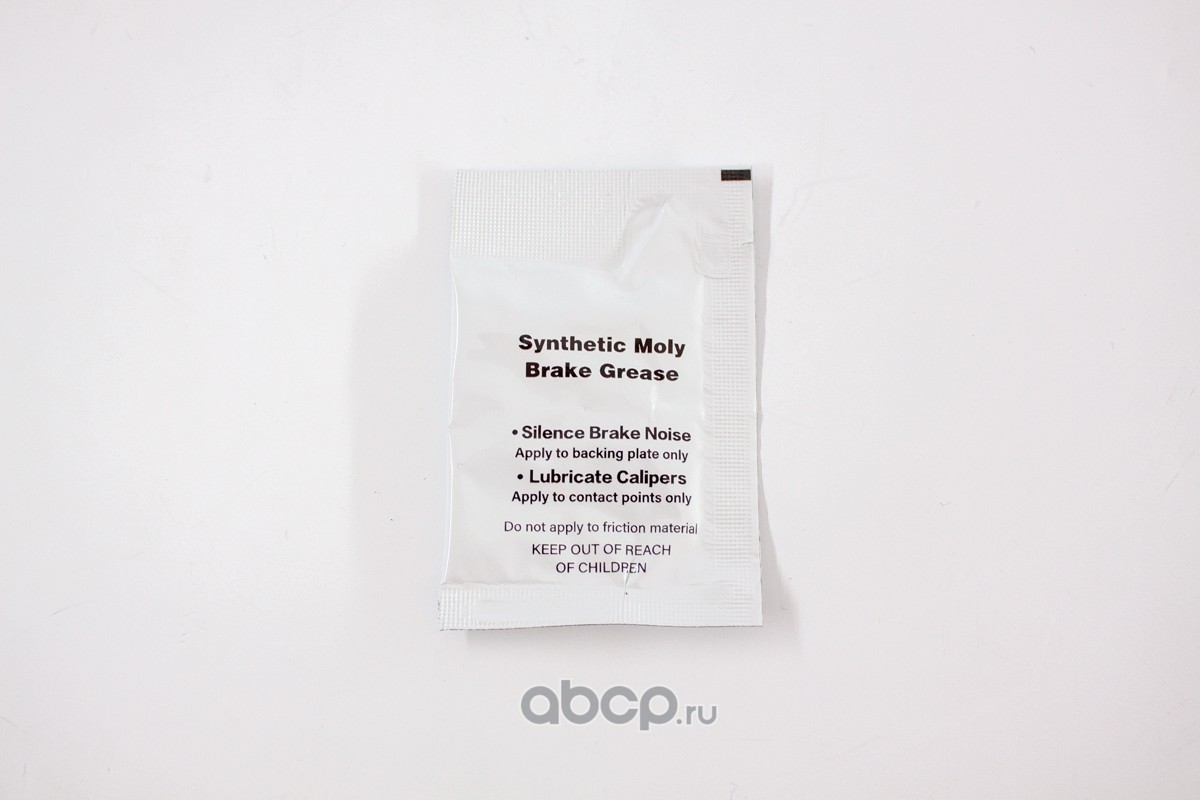 Synthetic Moly
Brake Grease
• Silence Brake Noise
Apply to backing plate only
• Lubricate Calipers
Apply to contact points only
Do not apply to friction material
KEEP OUT OF REACH
OF CHILDREN
abcp.ru